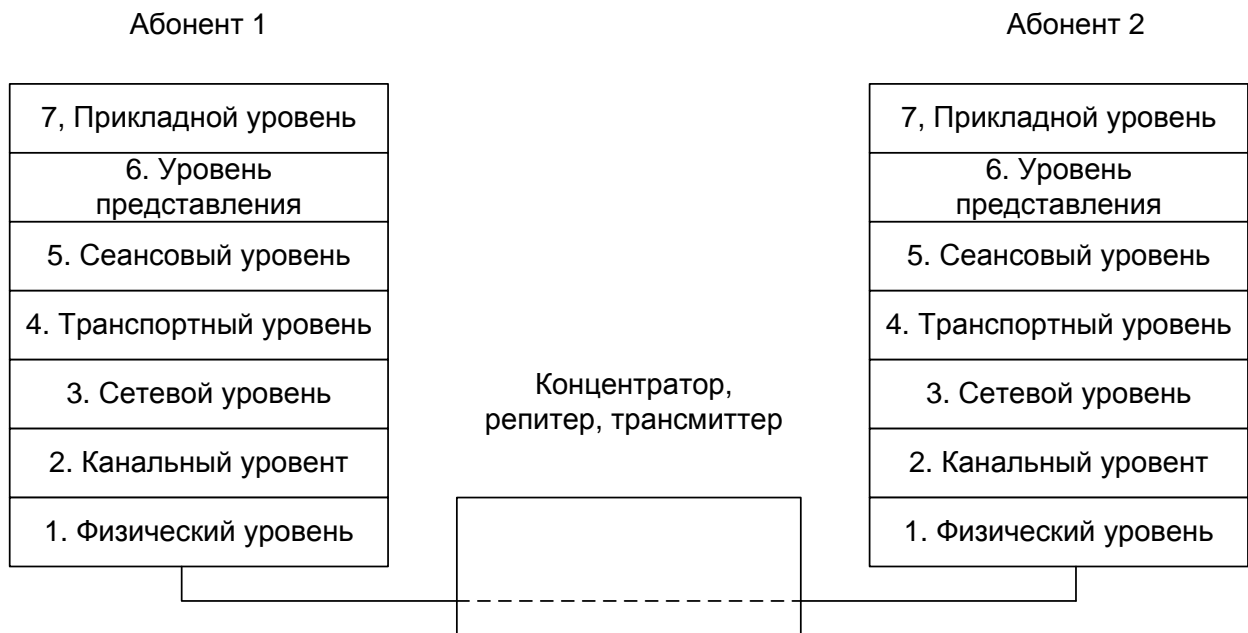 Абонент 1
Абонент 2
7, Прикладной уровень
6. Уровень
представления
5. Сеансовый уровень
4. Транспортный уровень
3. Сетевой уровень
2. Канальный уровент
1. Физический уровень
Концентратор,
репитер, трансмиттер
7, Прикладной уровень
6. Уровень
представления
5. Сеансовый уровень
4. Транспортный уровень
3. Сетевой уровень
2. Канальный уровент
1. Физический уровень